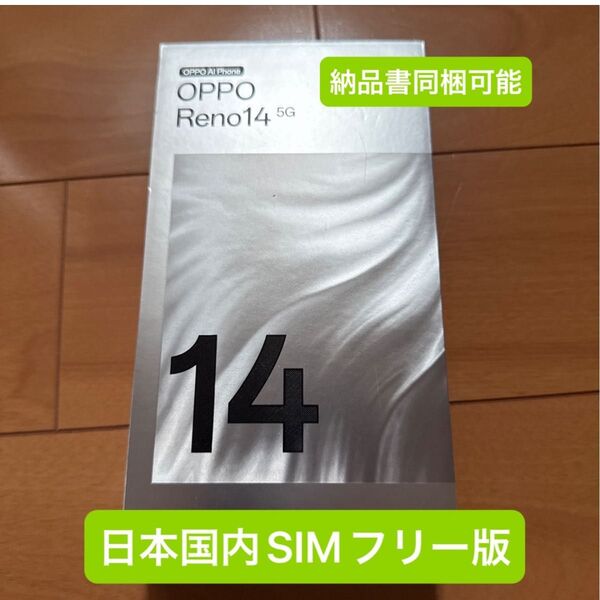 OPPO AI Phone
OPPO
Reno14 5G
納品書同梱可能
14
日本国内SIMフリー版